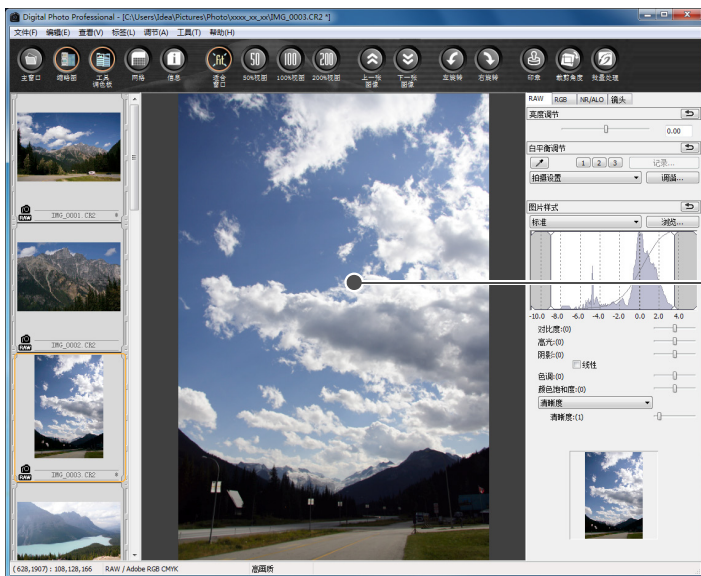 Digital Photo Professional - [C:\Users\Idea\Pictures\Photo\xxxx_xx_xx\IMG_0003.CR2 *]
文件(F) 编辑(E) 查看(V) 标签(L) 调节(A) 工具(T) 帮助(H)
50 100 200
主窗口 缩略图 工具 调色板 网格 信息 适合 窗口 50%视图 100%视图 200%视图 上一张 图像 下一张 图像 左旋转 右旋转 印章 裁剪角度 批量处理
RAW RGB NR/ALO 镜头
亮度调节
0.00
白平衡调节
1 2 3 记录...
拍摄设置 调谐...
图片样式
标准 浏览...
-10.0 -8.0 -6.0 -4.0 -2.0 0.0 2.0 4.0
对比度:(0)
高光:(0)
阴影:(0)
线性
色调:(0)
颜色饱和度:(0)
清晰度
清晰度:(1)
RAW IMG_0001.CR2 *
RAW IMG_0002.CR2
RAW IMG_0003.CR2 *
(628,1907) : 108,128,166 RAW / Adobe RGB CMYK 高画质